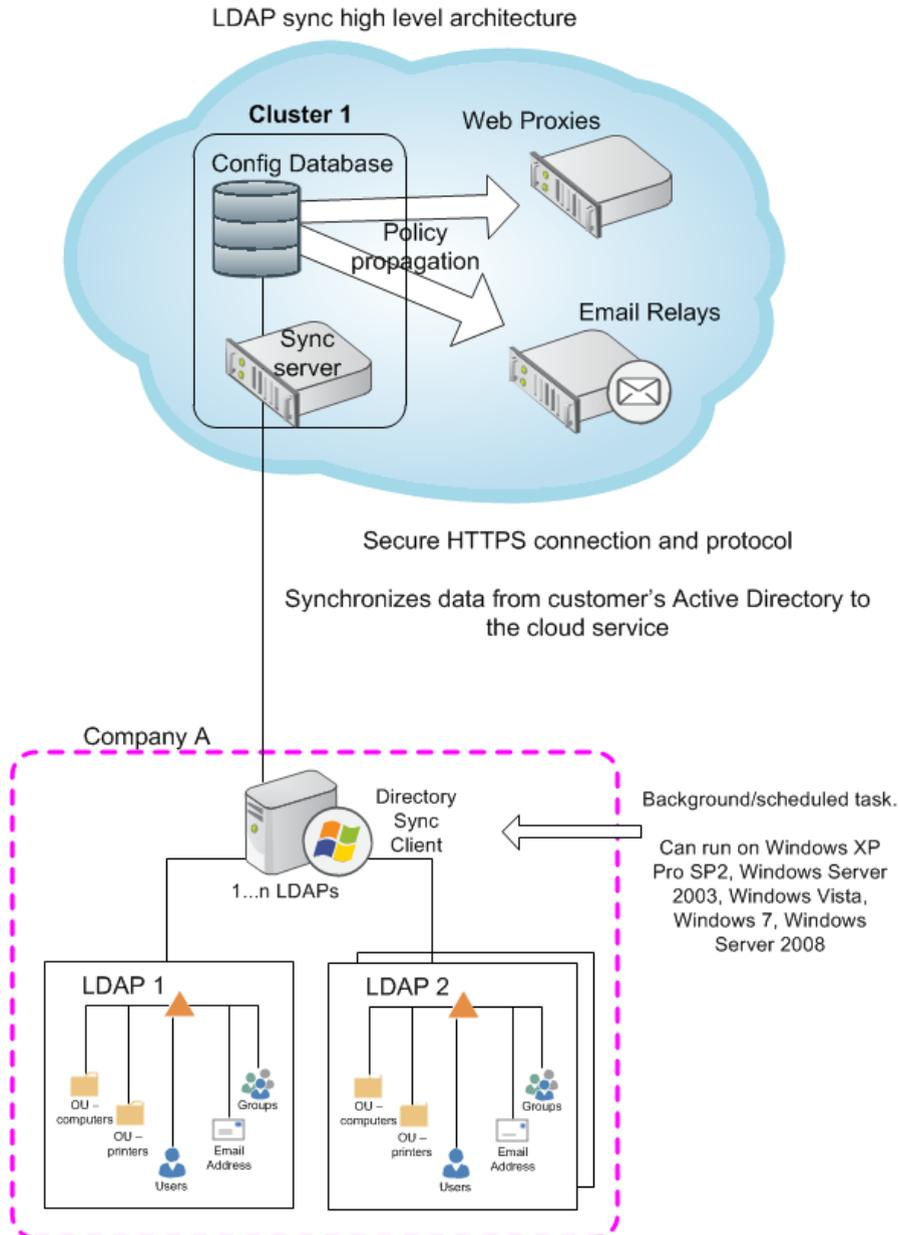 LDAP sync high level architecture
Cluster 1
Web Proxies
Config Database
Policy
propagation
Email Relays
Sync
server
Secure HTTPS connection and protocol
Synchronizes data from customer's Active Directory to
the cloud service
Company A
Directory
Sync
Client
1...n LDAPs
Background/scheduled task.
Can run on Windows XP
Pro SP2, Windows Server
2003, Windows Vista,
Windows 7, Windows
Server 2008
LDAP 1
OU –
computers
OU –
printers
Users
Email
Address
Groups
LDAP 2
OU –
computers
OU –
printers
Users
Email
Address
Groups